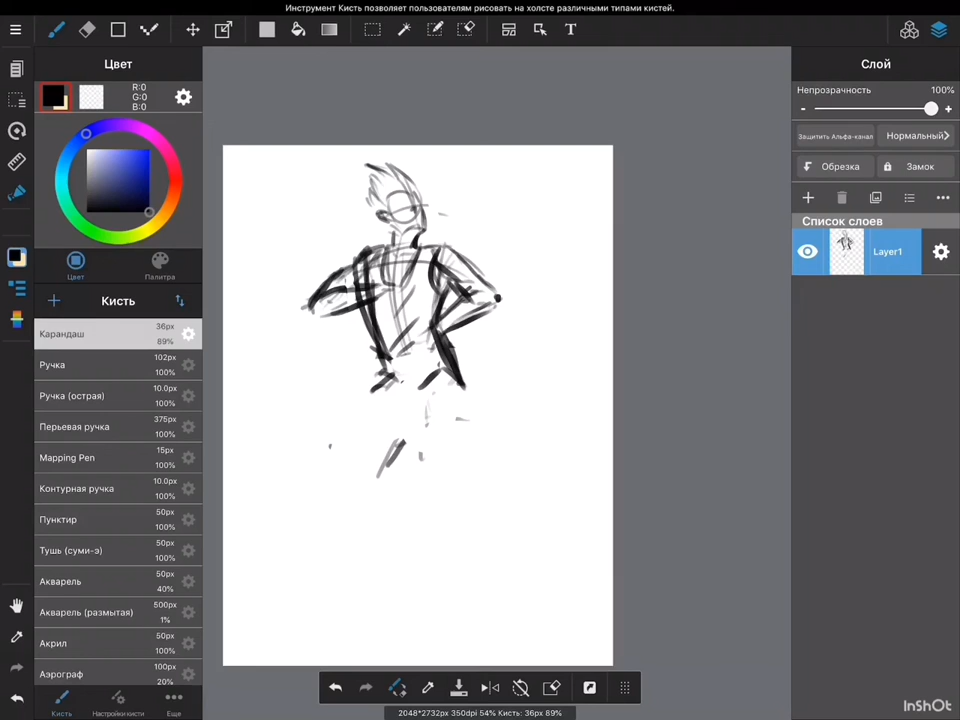 Инструмент Кисть позволяет пользователям рисовать на холсте различными типами кистей.
T
Цвет
R:0
G:0
B:0
Цвет
Палитра
Кисть
Карандаш
36px
89%
Ручка
102px
100%
Ручка (острая)
10.0px
100%
Перьевая ручка
375px
100%
Mapping Pen
15px
100%
Контурная ручка
10.0px
100%
Пунктир
50px
100%
Тушь (суми-э)
50px
100%
Акварель
50px
40%
Акварель (размытая)
500px
1%
Акрил
50px
100%
Аэрограф
100px
20%
Кисть
Настройки кисти
Еще
Слой
Непрозрачность 100%
- +
Защитить Альфа-канал
Нормальный
Обрезка
Замок
Список слоев
Layer1
2048*2732px 350dpi 54% Кисть: 36px 89%
InShOt